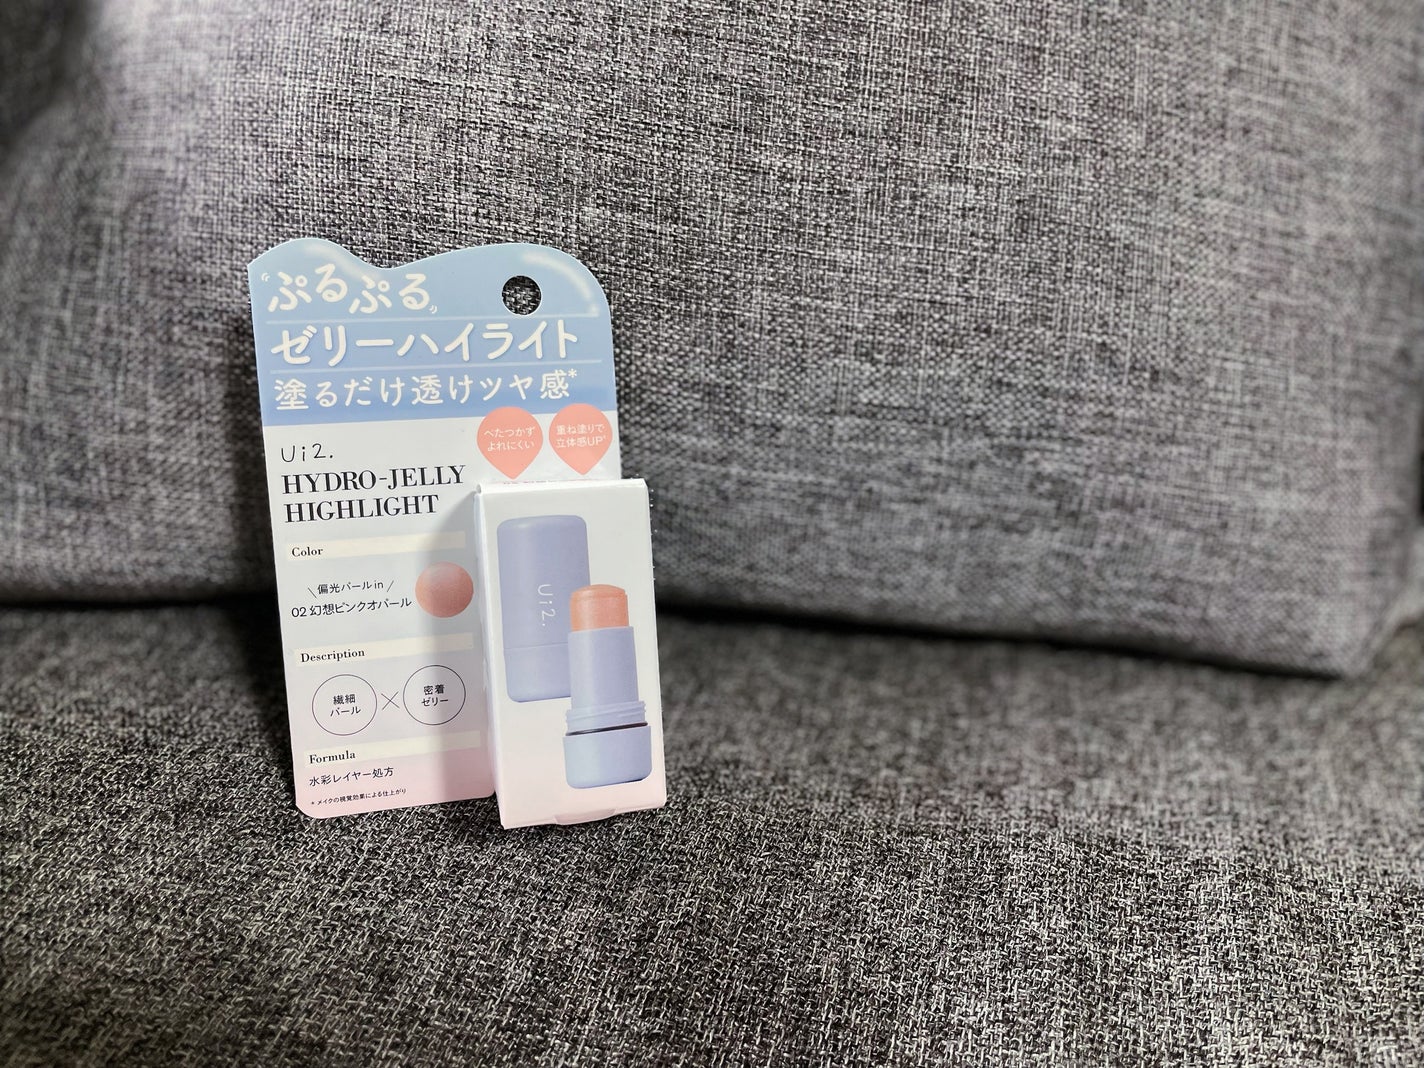 ぷるぷる
ゼリーハイライト
塗るだけ透けツヤ感*
べたつかず
よれにくい
重ね塗りで
立体感UP*
Ui2.
HYDRO-JELLY
HIGHLIGHT
Color
\ 偏光パール in /
02 幻想ピンクオパール
Description
繊細
パール
×
密着
ゼリー
Formula
水彩レイヤー処方
* メイクの視覚効果による仕上がり
Ui2.